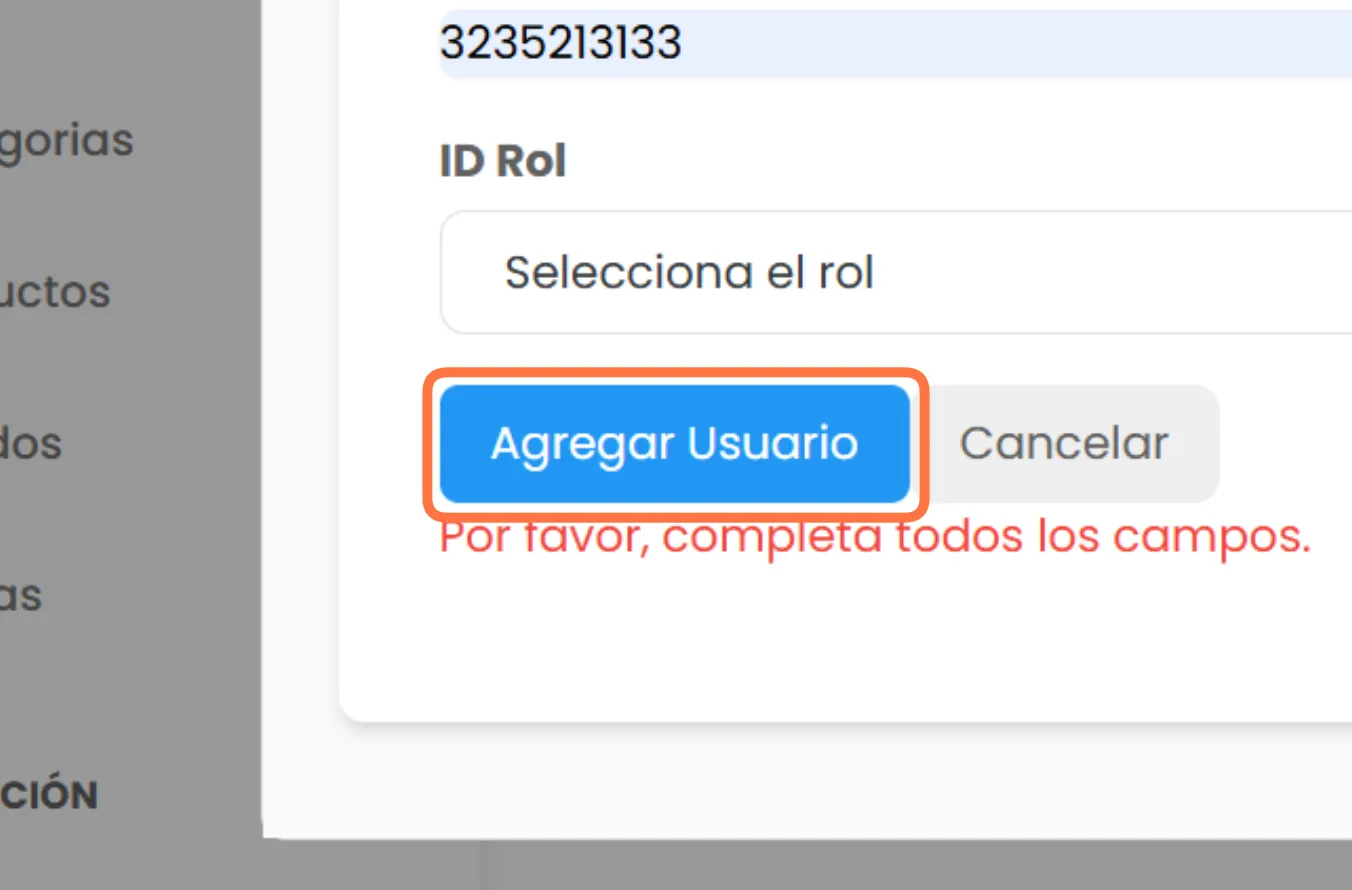 3235213133
ID Rol
Selecciona el rol
Agregar Usuario
Cancelar
Por favor, completa todos los campos.
gorias
uctos
dos
as
CIÓN